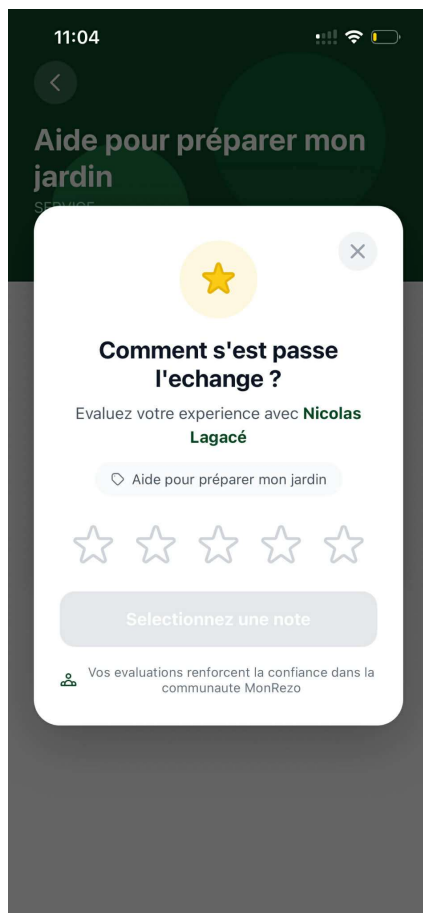 11:04
Aide pour préparer mon
jardin
SERVICE
Comment s'est passe
l'echange ?
Evaluez votre experience avec Nicolas
Lagacé
Aide pour préparer mon jardin
Selectionnez une note
Vos evaluations renforcent la confiance dans la
communaute MonRezo